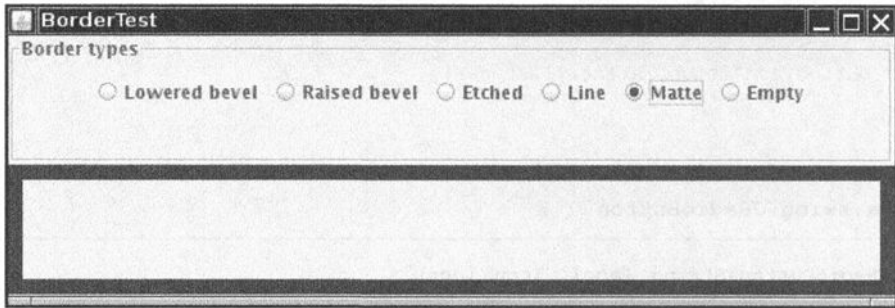 BorderTest
Border types
Lowered bevel Raised bevel Etched Line Matte Empty